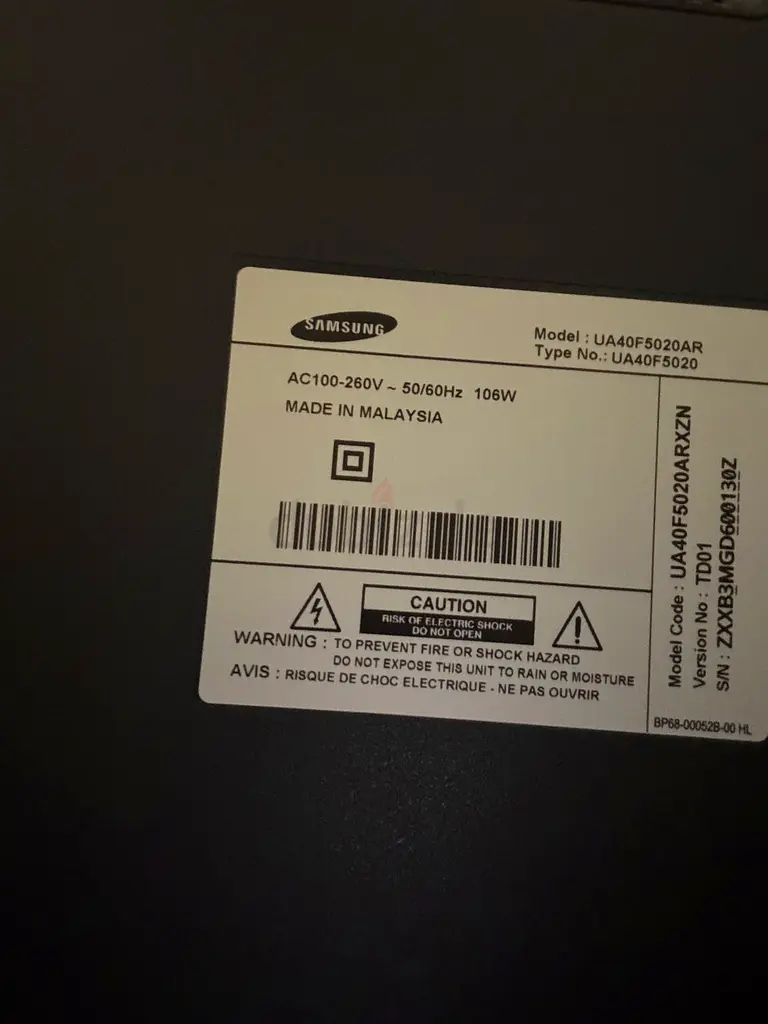 SAMSUNG
Model : UA40F5020AR
Type No.: UA40F5020
AC100-260V ~ 50/60Hz 106W
MADE IN MALAYSIA
CAUTION
RISK OF ELECTRIC SHOCK
DO NOT OPEN
WARNING : TO PREVENT FIRE OR SHOCK HAZARD
DO NOT EXPOSE THIS UNIT TO RAIN OR MOISTURE
AVIS : RISQUE DE CHOC ELECTRIQUE - NE PAS OUVRIR
Model Code : UA40F5020ARXZN
Version No : TD01
S/N : ZXXB3MGD600130Z
BP68-00052B-00 HL